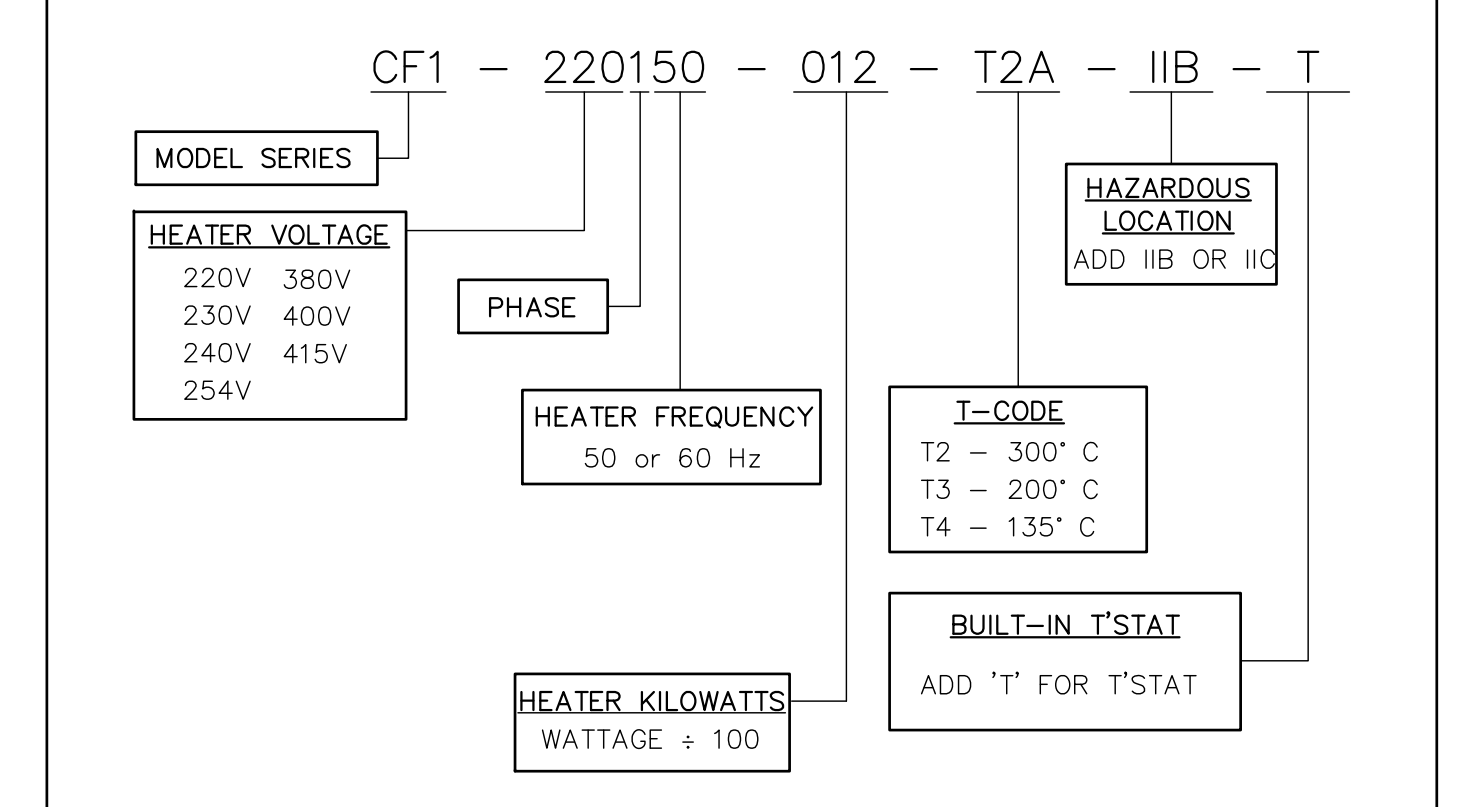 CF1 – 220150 – 012 – T2A – IIB – T
MODEL SERIES
HEATER VOLTAGE
220V 380V
230V 400V
240V 415V
254V
PHASE
HEATER FREQUENCY
50 or 60 Hz
HEATER KILOWATTS
WATTAGE ÷ 100
T–CODE
T2 – 300° C
T3 – 200° C
T4 – 135° C
HAZARDOUS
LOCATION
ADD IIB OR IIC
BUILT–IN T'STAT
ADD 'T' FOR T'STAT